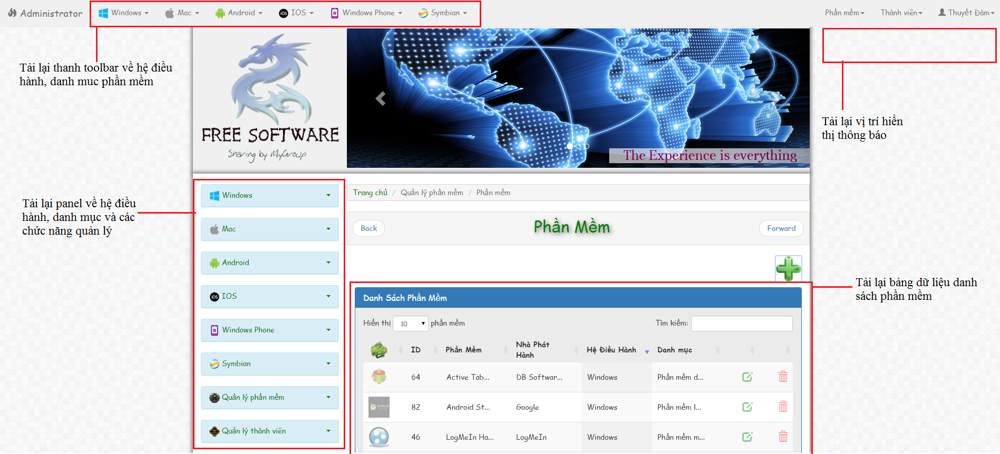 Administrator Windows Mac Android IOS Windows Phone Symbian Phần mềm Thành viên Thuyết Đàm
Tải lại thanh toolbar về hệ điều
hành, danh muc phần mềm
FREE SOFTWARE
Sharing by MyGroup
The Experience is everything
Tải lại vị trí hiển
thị thông báo
Tải lại panel về hệ điều
hành, danh mục và các
chức năng quản lý
Windows
Mac
Android
IOS
Windows Phone
Symbian
Quản lý phần mềm
Quản lý thành viên
Trang chủ / Quản lý phần mềm / Phần mềm
Back Phần Mềm Forward
Tải lại bảng dữ liệu danh
sách phần mềm
Danh Sách Phần Mềm
Hiển thị 10 phần mềm Tìm kiếm:
ID Phần Mềm Nhà Phát Hành Hệ Điều Hành Danh mục
64 Active Tab... DB Softwar... Windows Phần mềm d...
82 Android St... Google Windows Phần mềm l...
46 LogMeIn Ha... LogMeIn Windows Phần mềm m...